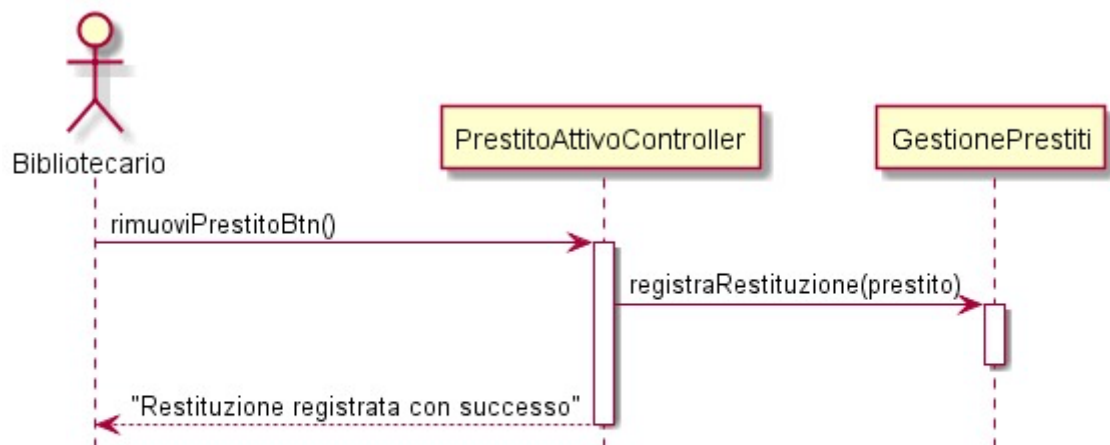 Bibliotecario
PrestitoAttivoController
GestionePrestiti
rimuoviPrestitoBtn()
registraRestituzione(prestito)
"Restituzione registrata con successo"